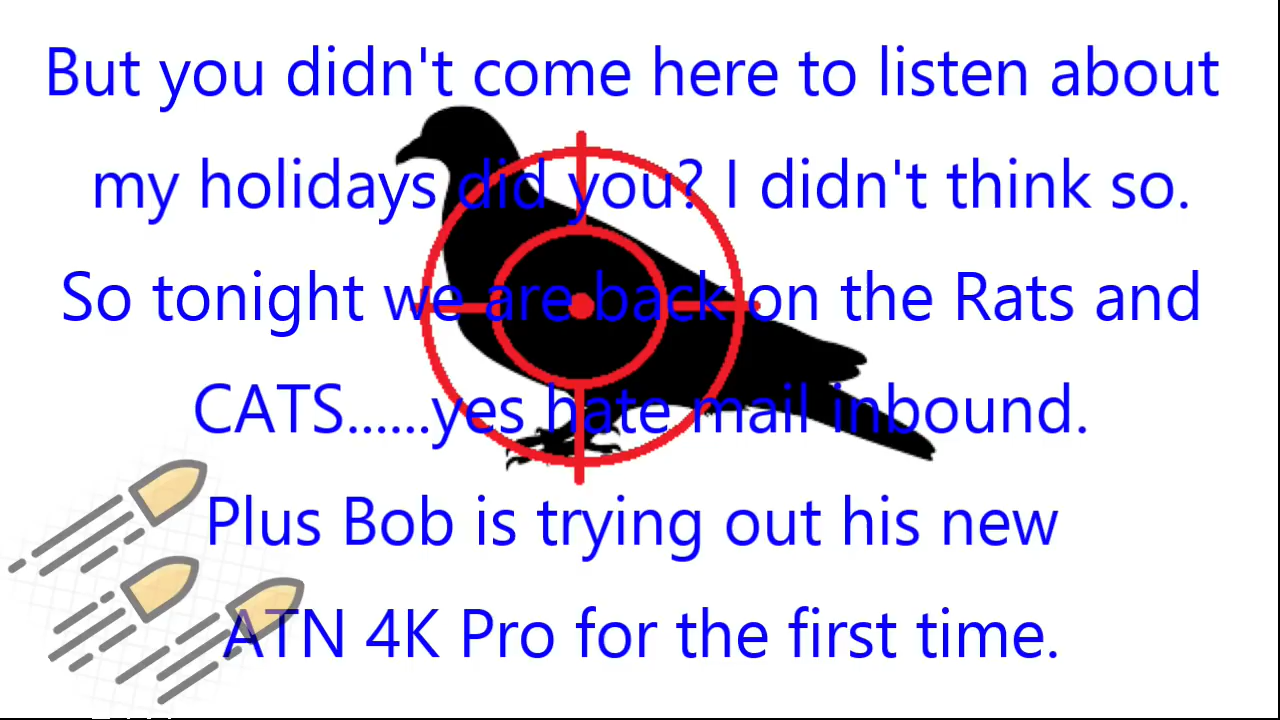 But you didn't come here to listen about
my holidays did you? I didn't think so.
So tonight we are back on the Rats and
CATS......yes hate mail inbound.
Plus Bob is trying out his new
ATN 4K Pro for the first time.